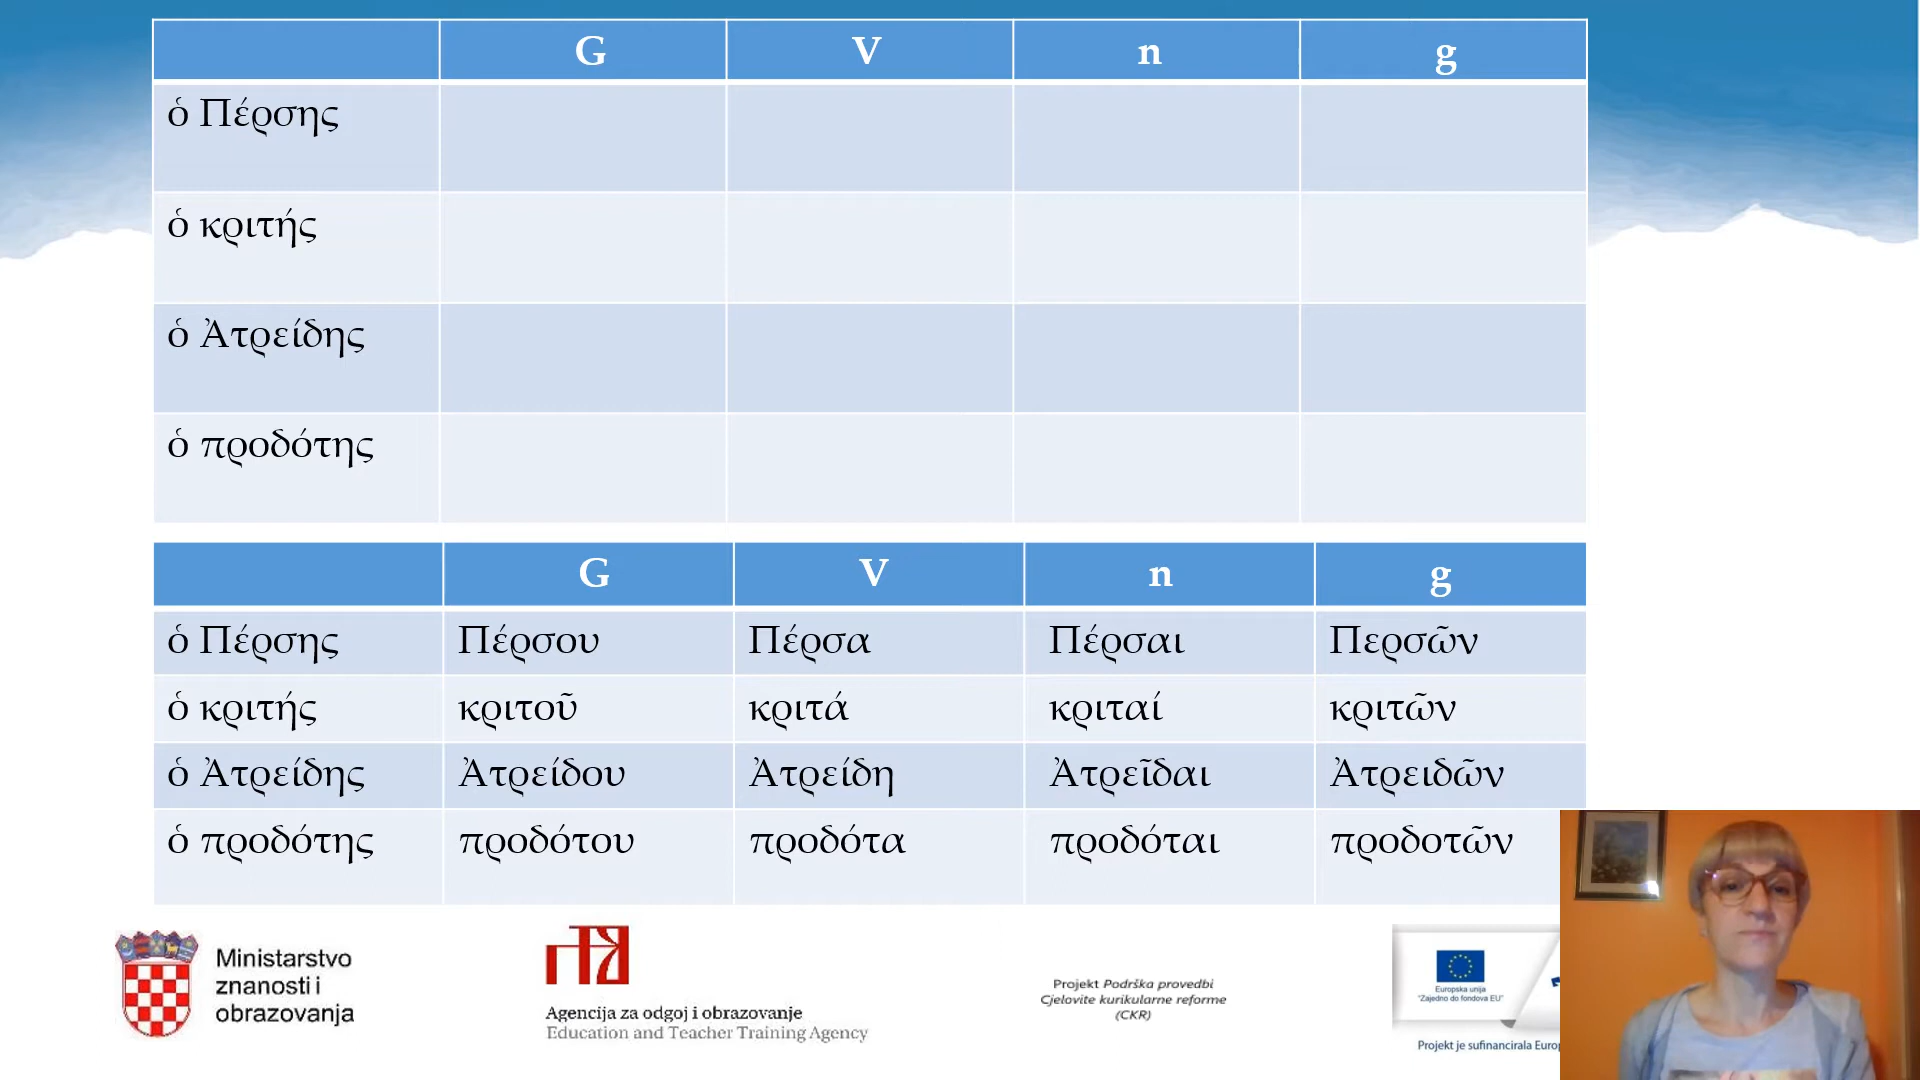 G V n g
ὁ Πέρσης
ὁ κριτής
ὁ Ἀτρείδης
ὁ προδότης
G V n g
ὁ Πέρσης Πέρσου Πέρσα Πέρσαι Περσῶν
ὁ κριτής κριτοῦ κριτά κριταί κριτῶν
ὁ Ἀτρείδης Ἀτρείδου Ἀτρείδη Ἀτρεῖδαι Ἀτρειδῶν
ὁ προδότης προδότου προδότα προδόται προδοτῶν
Ministarstvo
znanosti i
obrazovanja
Agencija za odgoj i obrazovanje
Education and Teacher Training Agency
Projekt Podrška provedbi
Cjelovite kurikularne reforme
(CKR)
Europska unija
"Zajedno do fondova EU"
Projekt je sufinancirala Europ